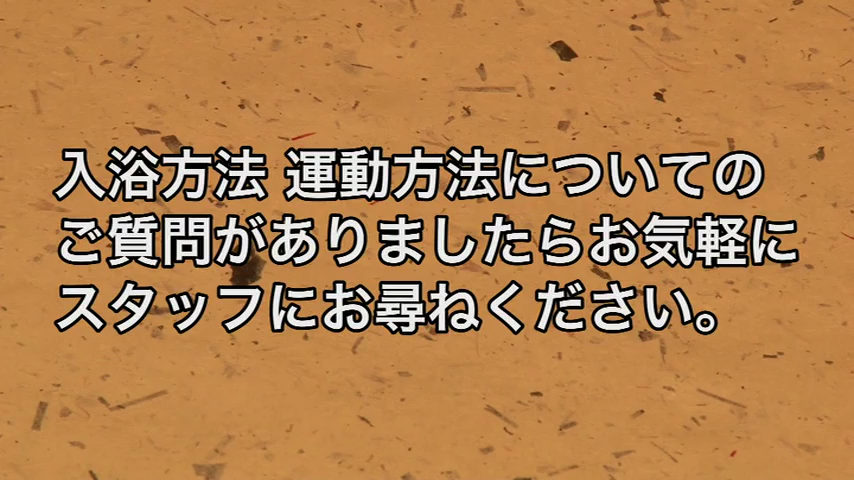 入浴方法 運動方法についての
ご質問がありましたらお気軽に
スタッフにお尋ねください。